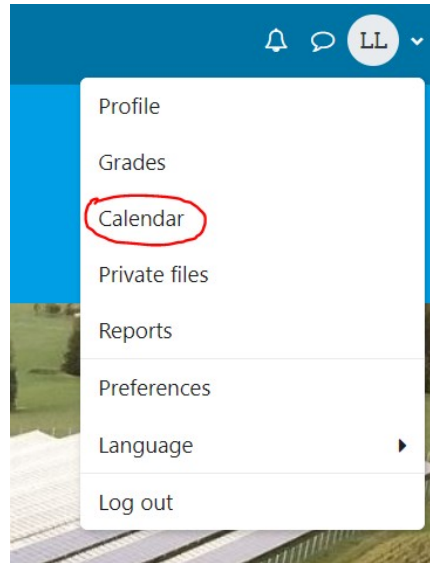 LL
Profile
Grades
Calendar
Private files
Reports
Preferences
Language
Log out